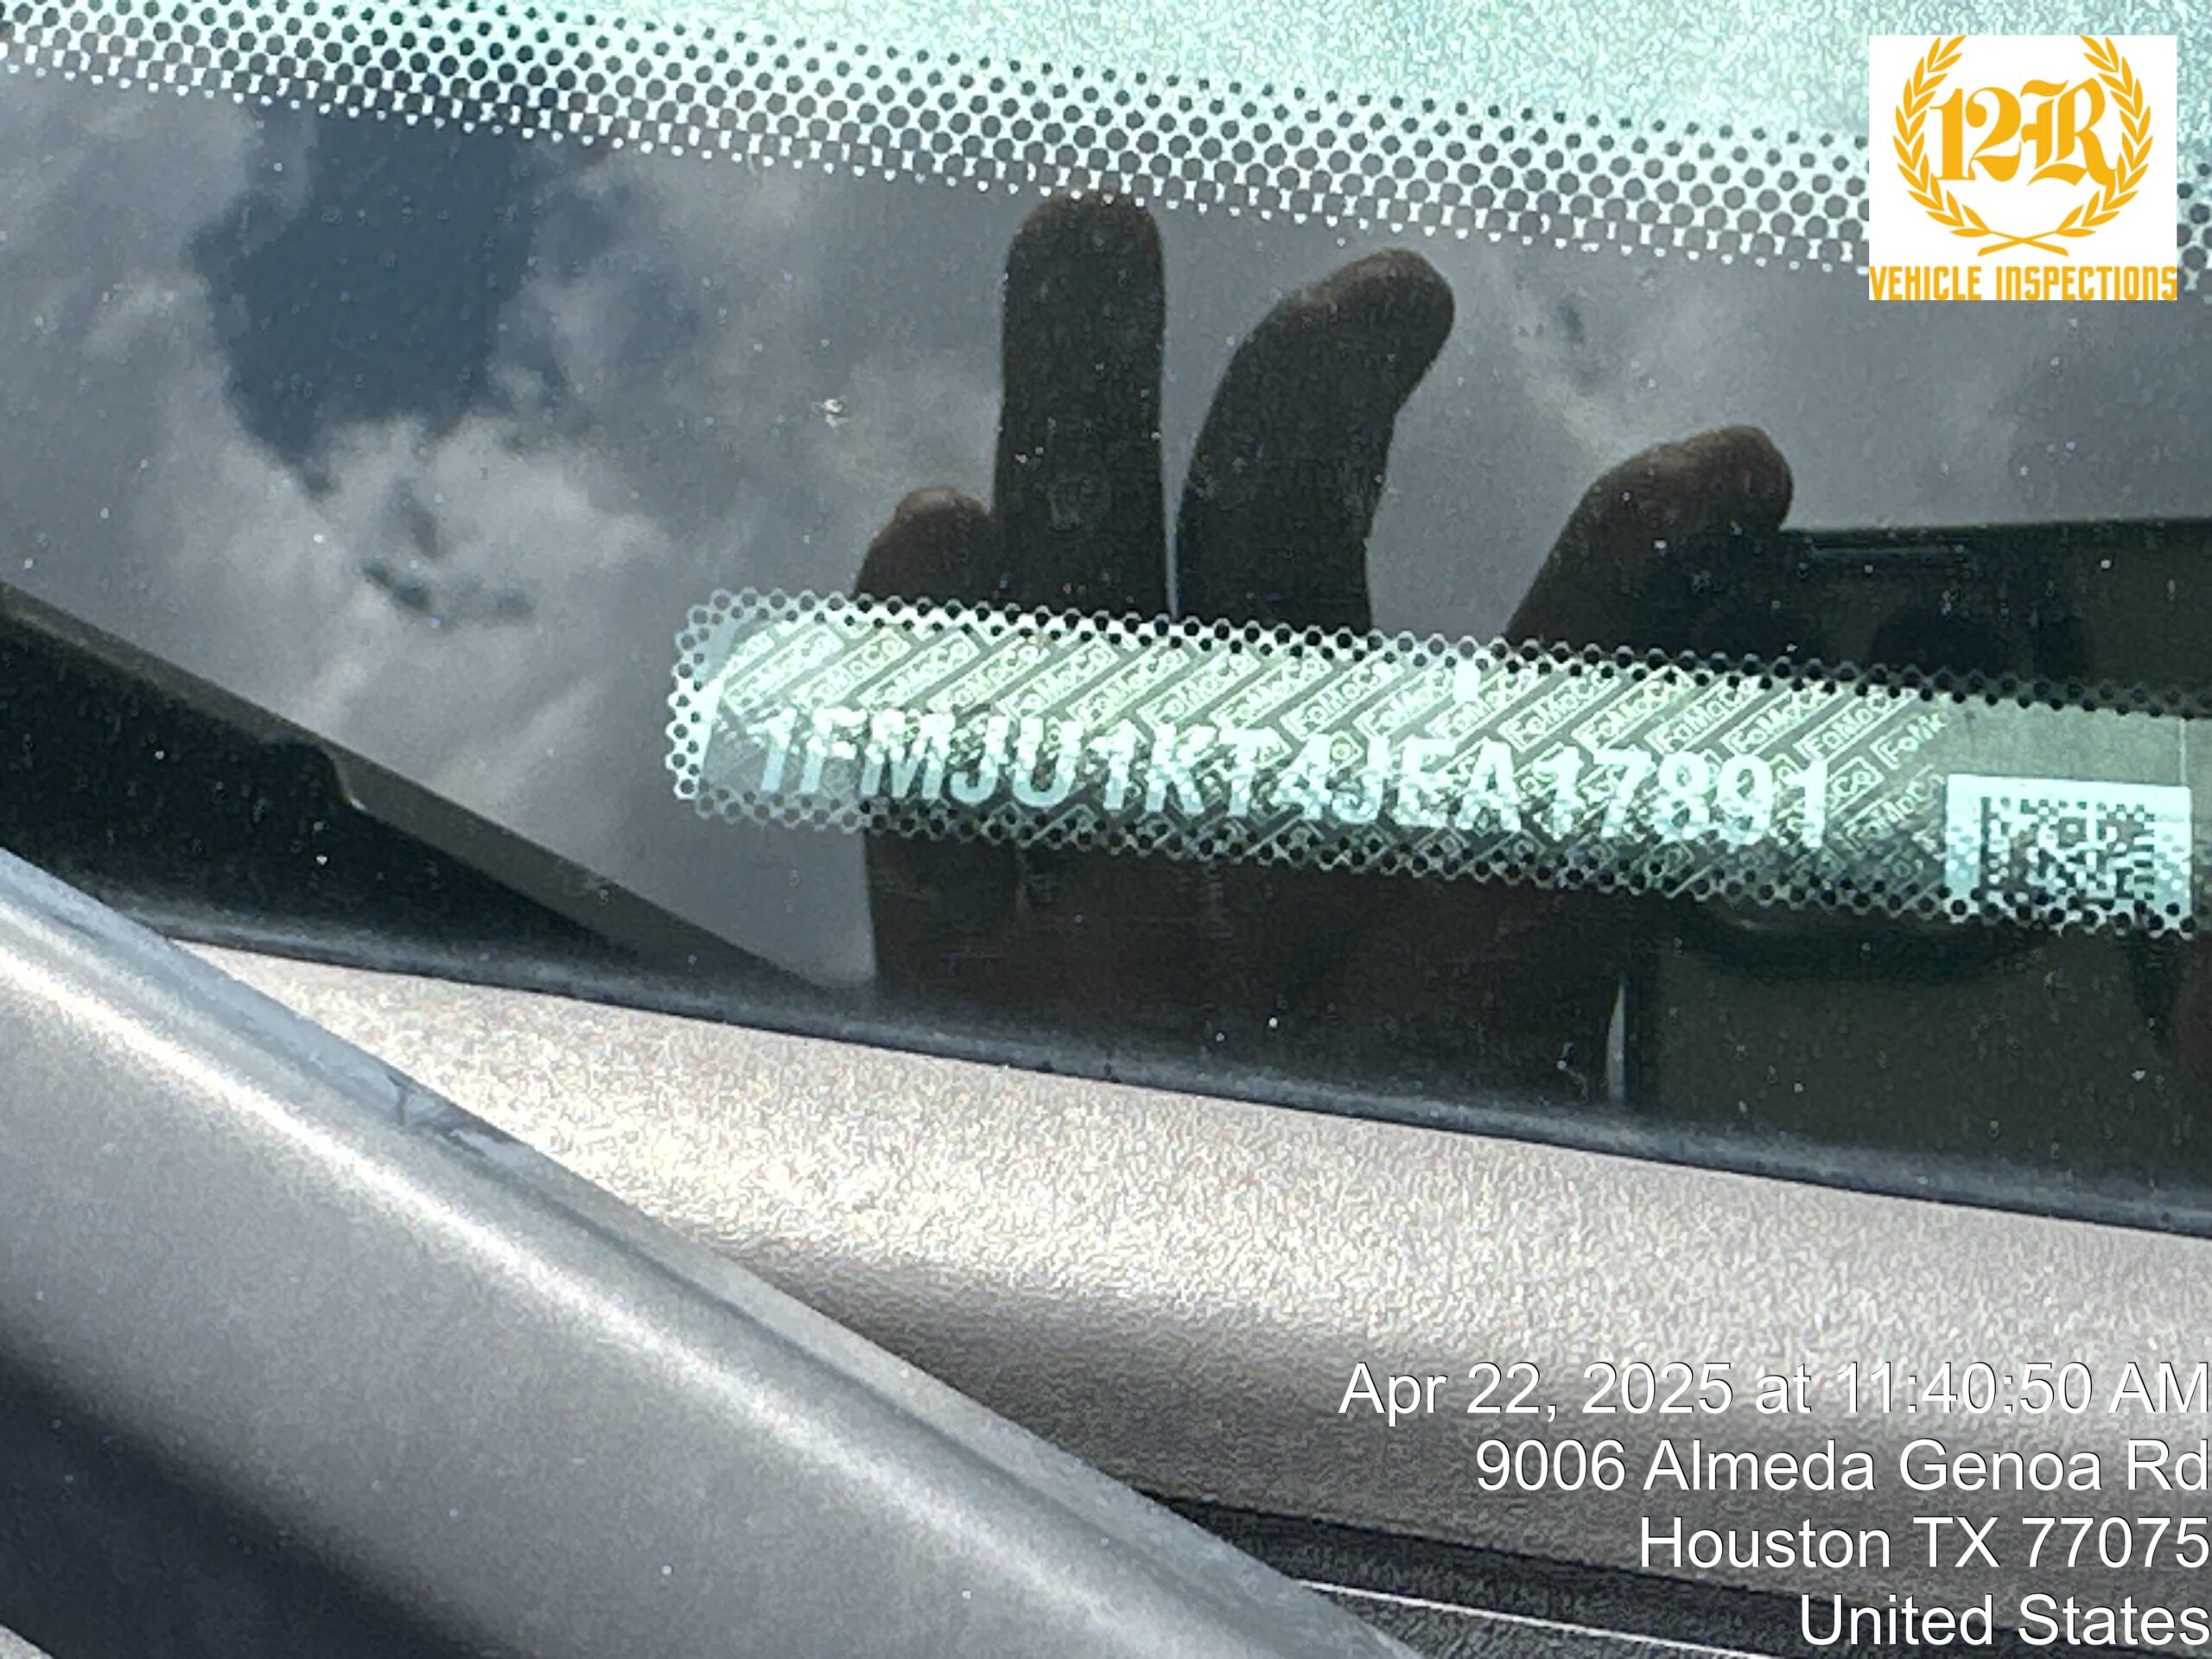 12R
VEHICLE INSPECTIONS
FoMoCo
1FMJU1KT4JEA17891
Apr 22, 2025 at 11:40:50 AM
9006 Almeda Genoa Rd
Houston TX 77075
United States